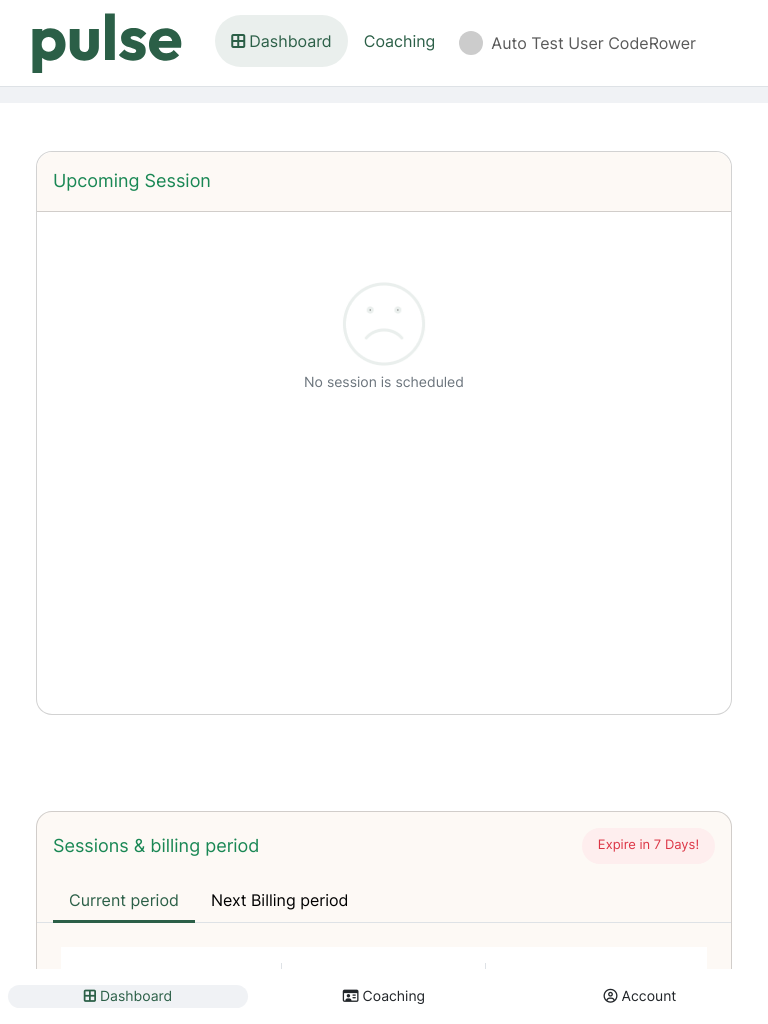 pulse
Dashboard
Coaching
Auto Test User CodeRower
Upcoming Session
No session is scheduled
Sessions & billing period
Expire in 7 Days!
Current period
Next Billing period
Dashboard
Coaching
Account